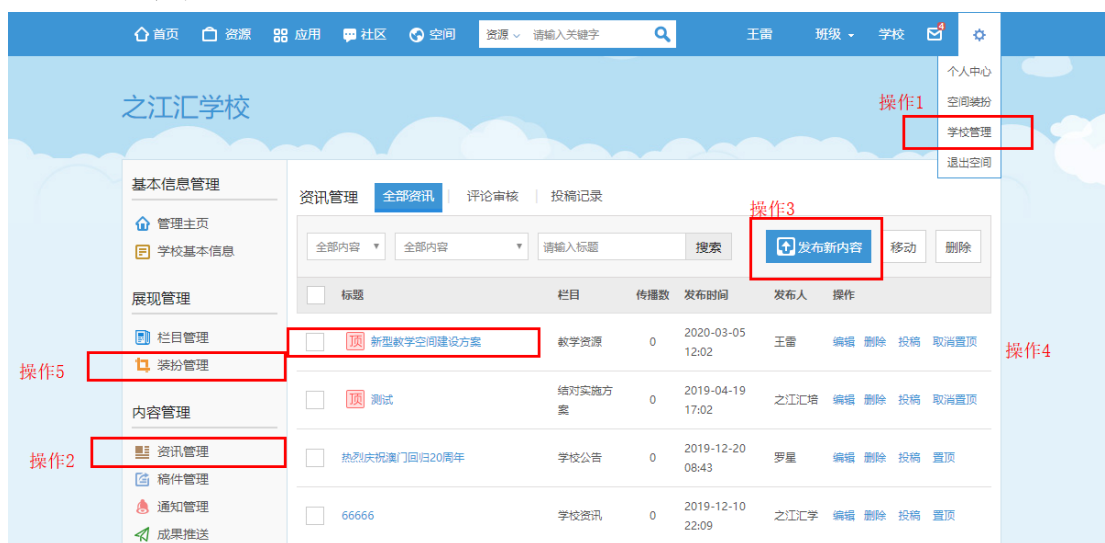 首页 资源 应用 社区 空间 资源 请输入关键字 王雷 班级 学校 4
个人中心
之江汇学校
操作1
空间装扮
学校管理
退出空间
基本信息管理
资讯管理 全部资讯 评论审核 投稿记录
操作3
管理主页
学校基本信息
全部内容 全部内容 请输入标题 搜索 发布新内容 移动 删除
展现管理
标题 栏目 传播数 发布时间 发布人 操作
栏目管理
顶 新型教学空间建设方案 教学资源 0 2020-03-05 12:02 王雷 编辑 删除 投稿 取消置顶
操作4
操作5
装扮管理
顶 测试 结对实施方案 0 2019-04-19 17:02 之江汇培 编辑 删除 投稿 取消置顶
内容管理
操作2
资讯管理
热烈庆祝澳门回归20周年 学校公告 0 2019-12-20 08:43 罗星 编辑 删除 投稿 置顶
稿件管理
通知管理
66666 学校资讯 0 2019-12-10 22:09 之江汇学 编辑 删除 投稿 置顶
成果推送